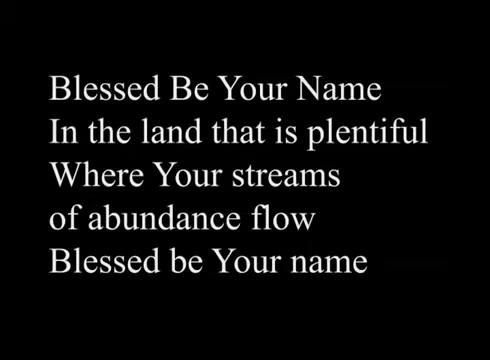 Blessed Be Your Name
In the land that is plentiful
Where Your streams
of abundance flow
Blessed be Your name